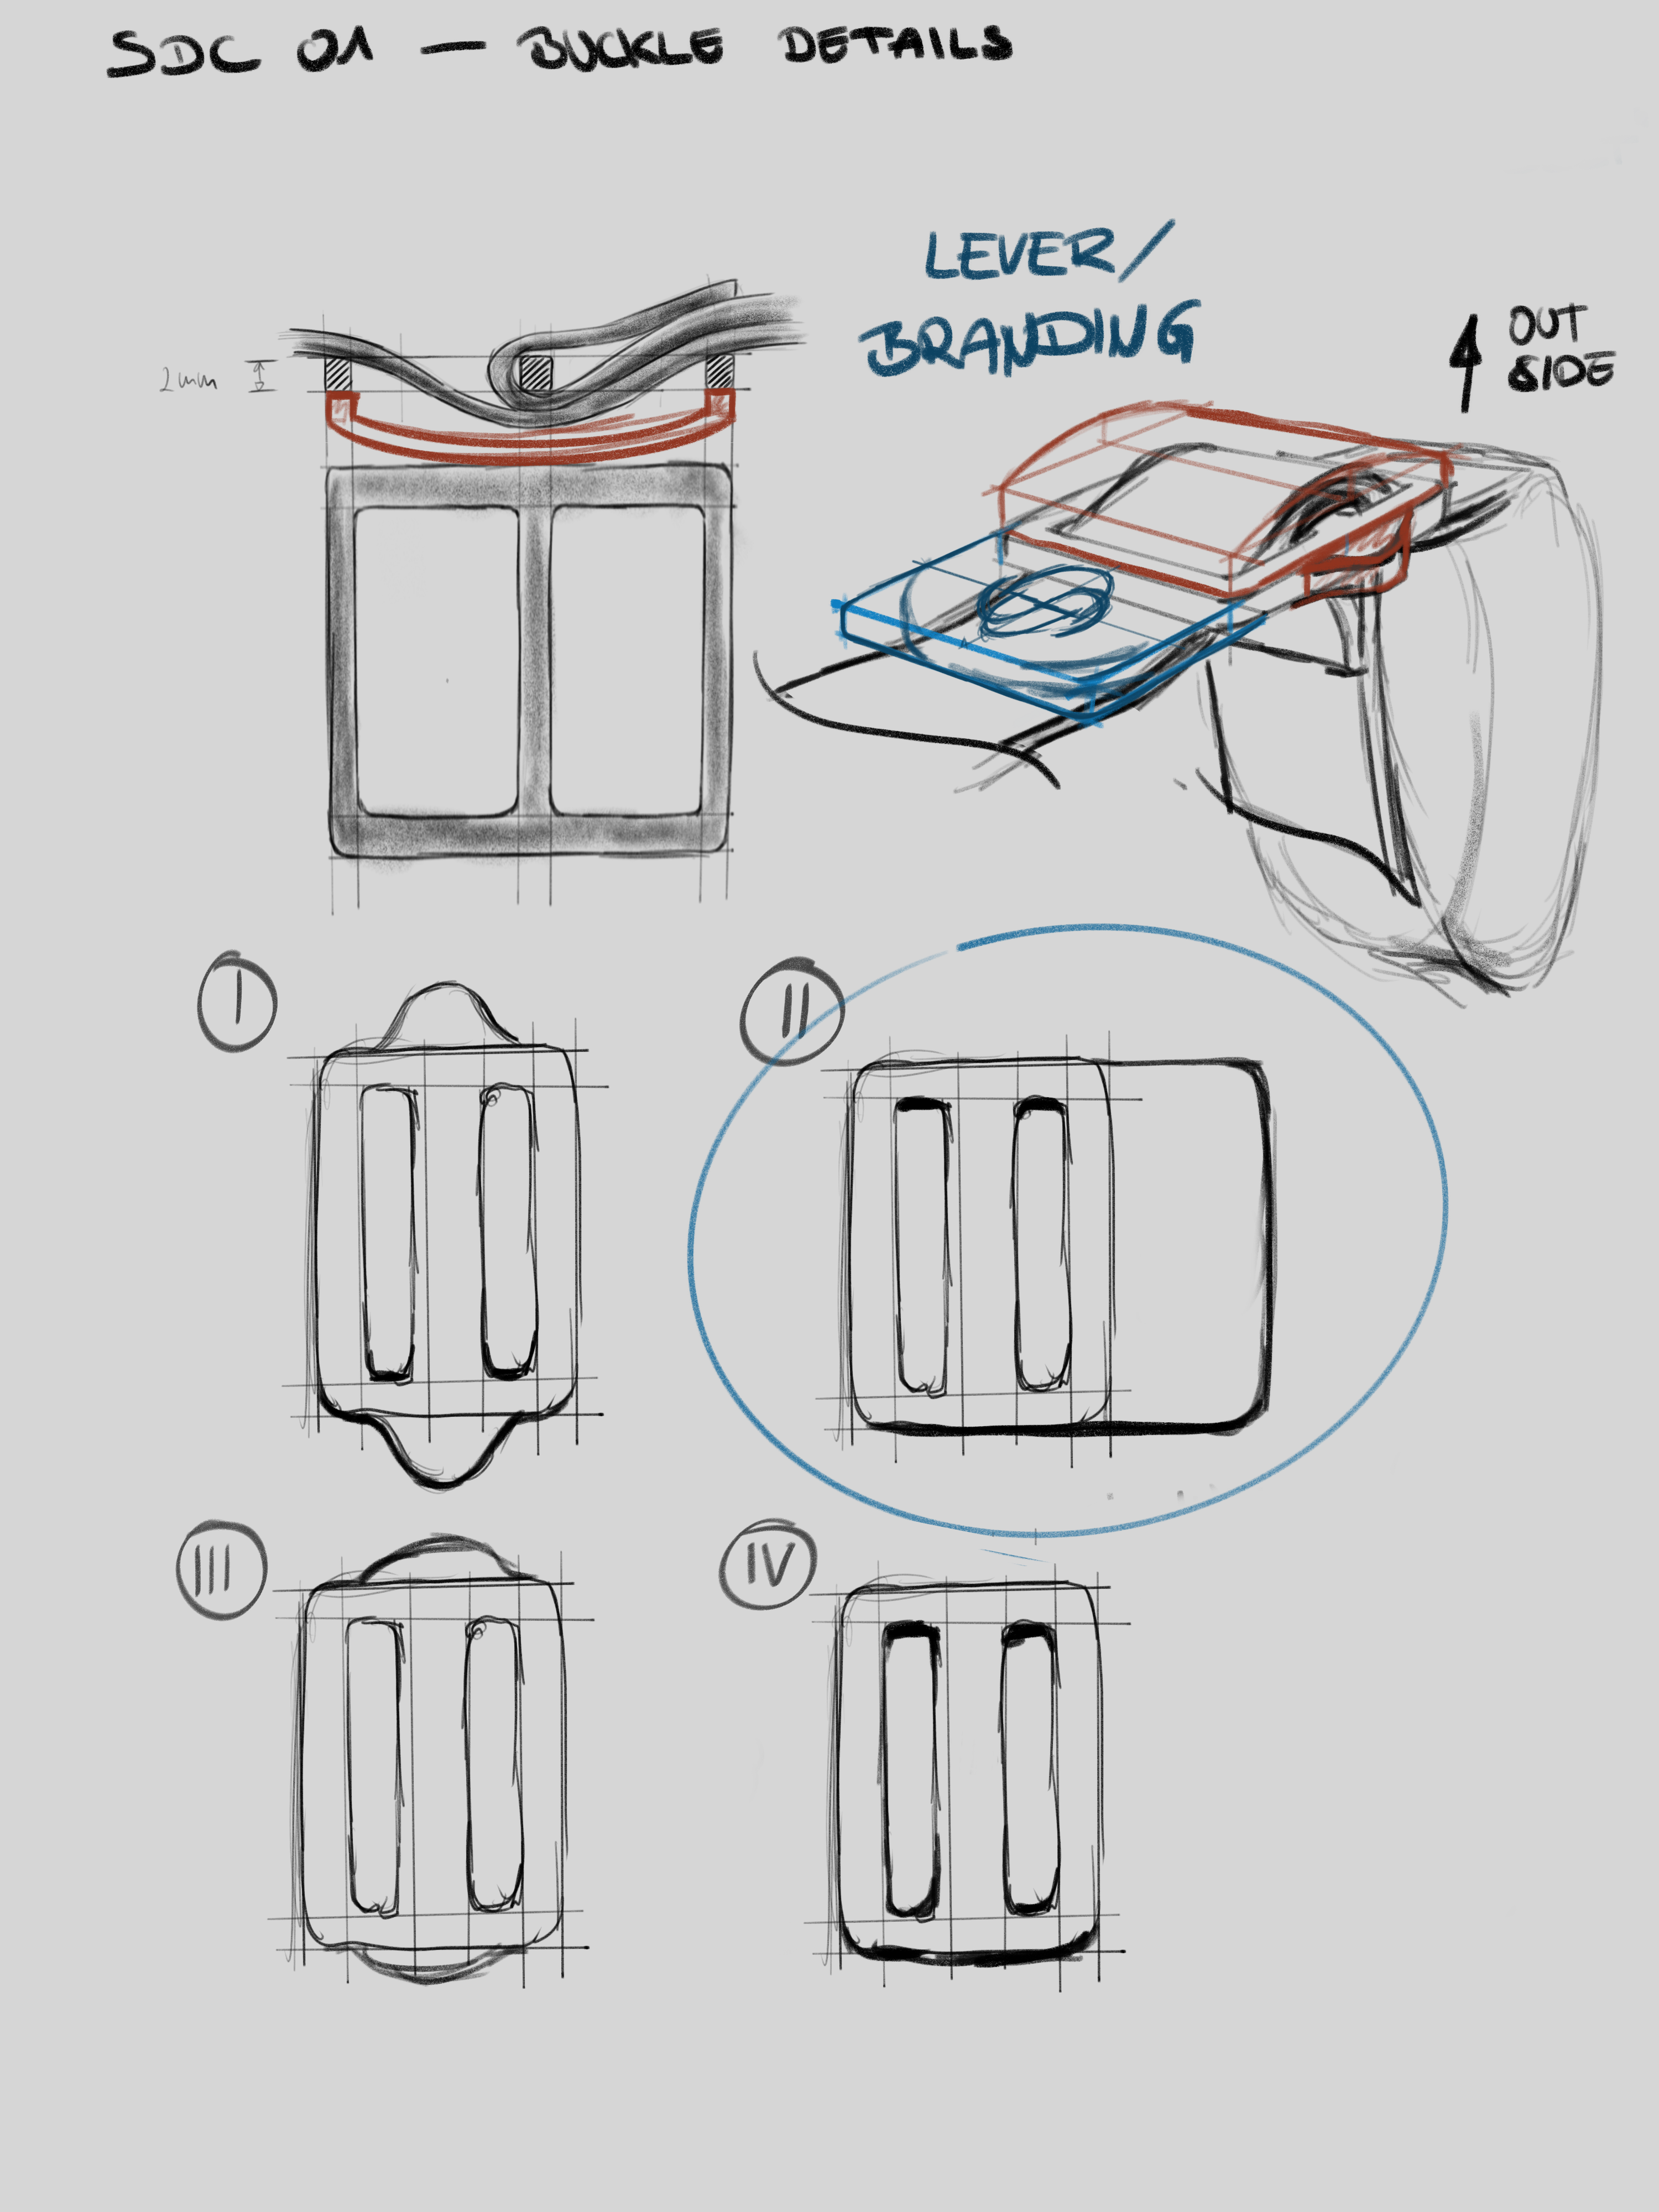 SDC 01 — BUCKLE DETAILS
LEVER/
BRANDING
OUT
SIDE
2mm
I
II
III
IV